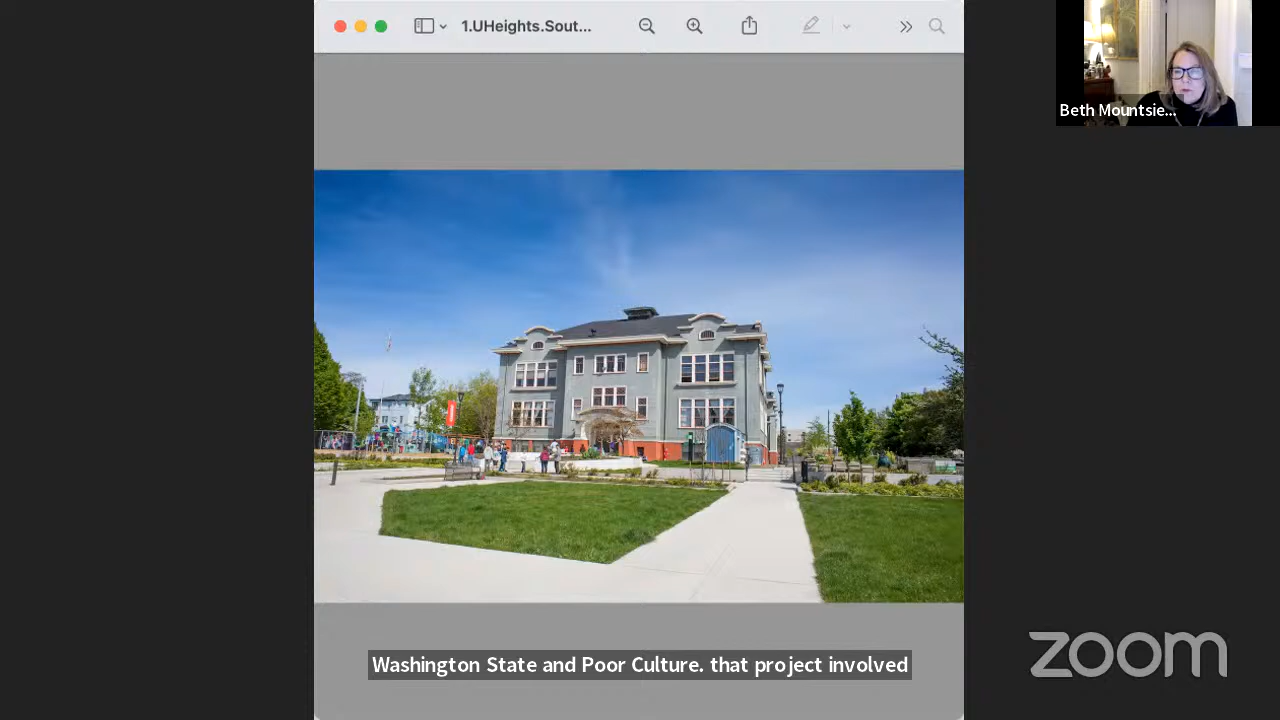 1.UHeights.Sout...
Beth Mountsie...
Washington State and Poor Culture. that project involved
zoom